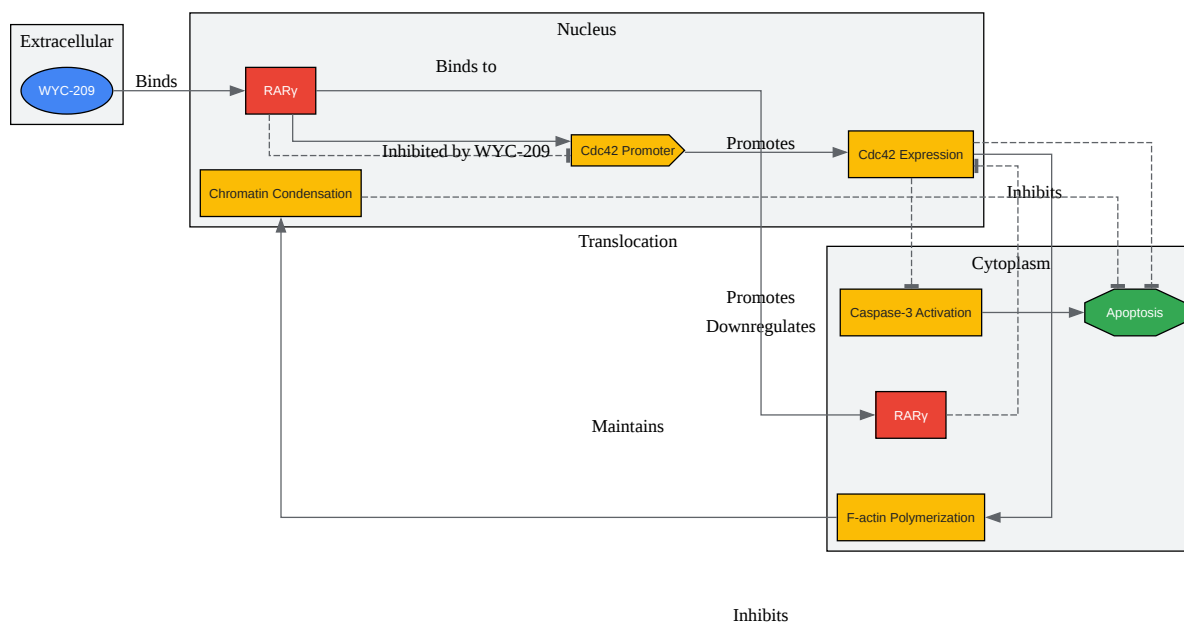 Nucleus
Extracellular
Binds to
Binds
WYC-209
RARγ
Inhibited by WYC-209
Cdc42 Promoter
Promotes
Cdc42 Expression
Chromatin Condensation
Inhibits
Translocation
Cytoplasm
Promotes
Caspase-3 Activation
Apoptosis
Downregulates
RARγ
Maintains
F-actin Polymerization
Inhibits